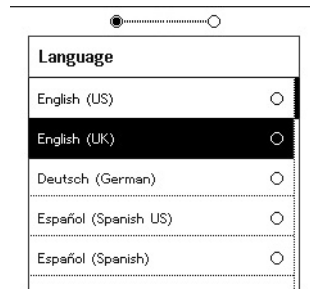 Language
English (US)
English (UK)
Deutsch (German)
Español (Spanish US)
Español (Spanish)